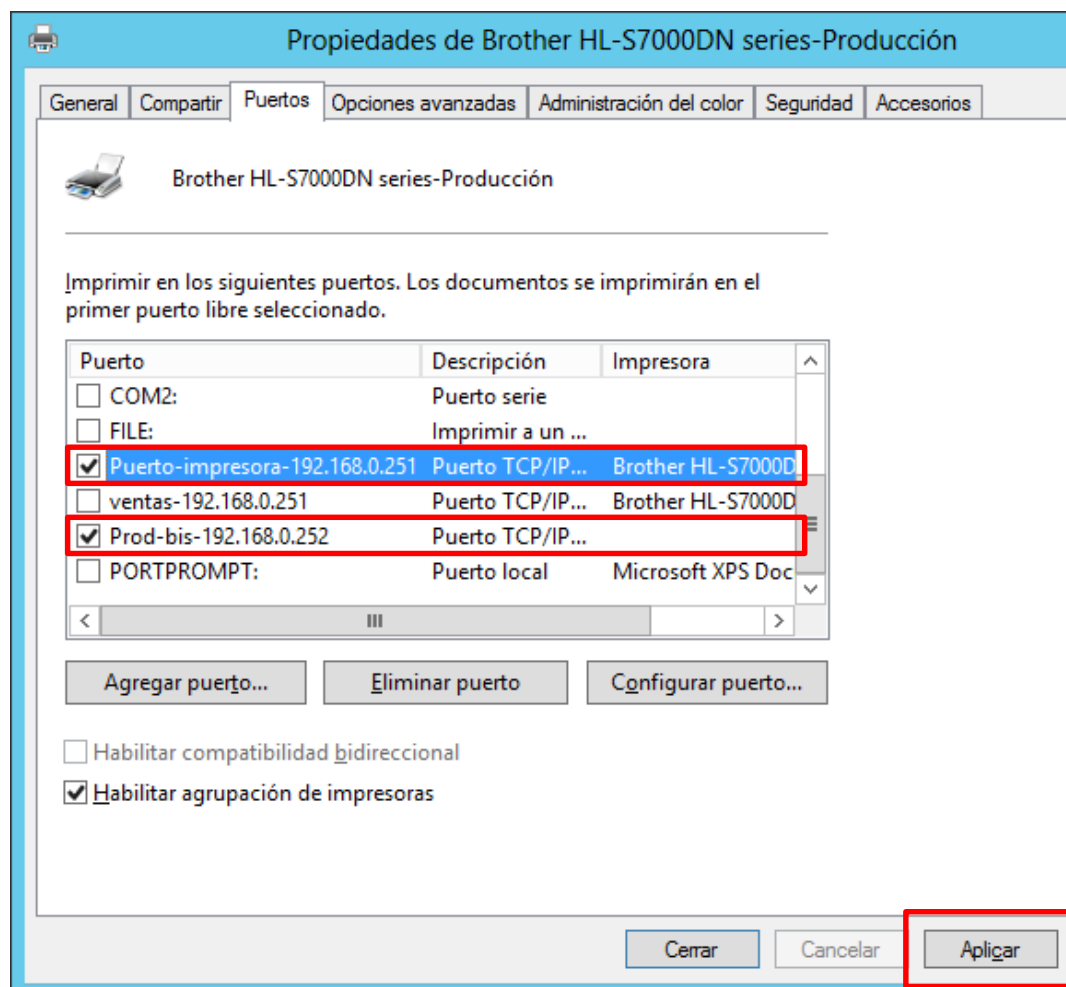 Propiedades de Brother HL-S7000DN series-Producción
General Compartir Puertos Opciones avanzadas Administración del color Seguridad Accesorios
Brother HL-S7000DN series-Producción
Imprimir en los siguientes puertos. Los documentos se imprimirán en el
primer puerto libre seleccionado.
Puerto Descripción Impresora
COM2: Puerto serie
FILE: Imprimir a un ...
Puerto-impresora-192.168.0.251 Puerto TCP/IP... Brother HL-S7000D
ventas-192.168.0.251 Puerto TCP/IP... Brother HL-S7000D
Prod-bis-192.168.0.252 Puerto TCP/IP...
PORTPROMPT: Puerto local Microsoft XPS Doc
Agregar puerto... Eliminar puerto Configurar puerto...
Habilitar compatibilidad bidireccional
Habilitar agrupación de impresoras
Cerrar Cancelar Aplicar